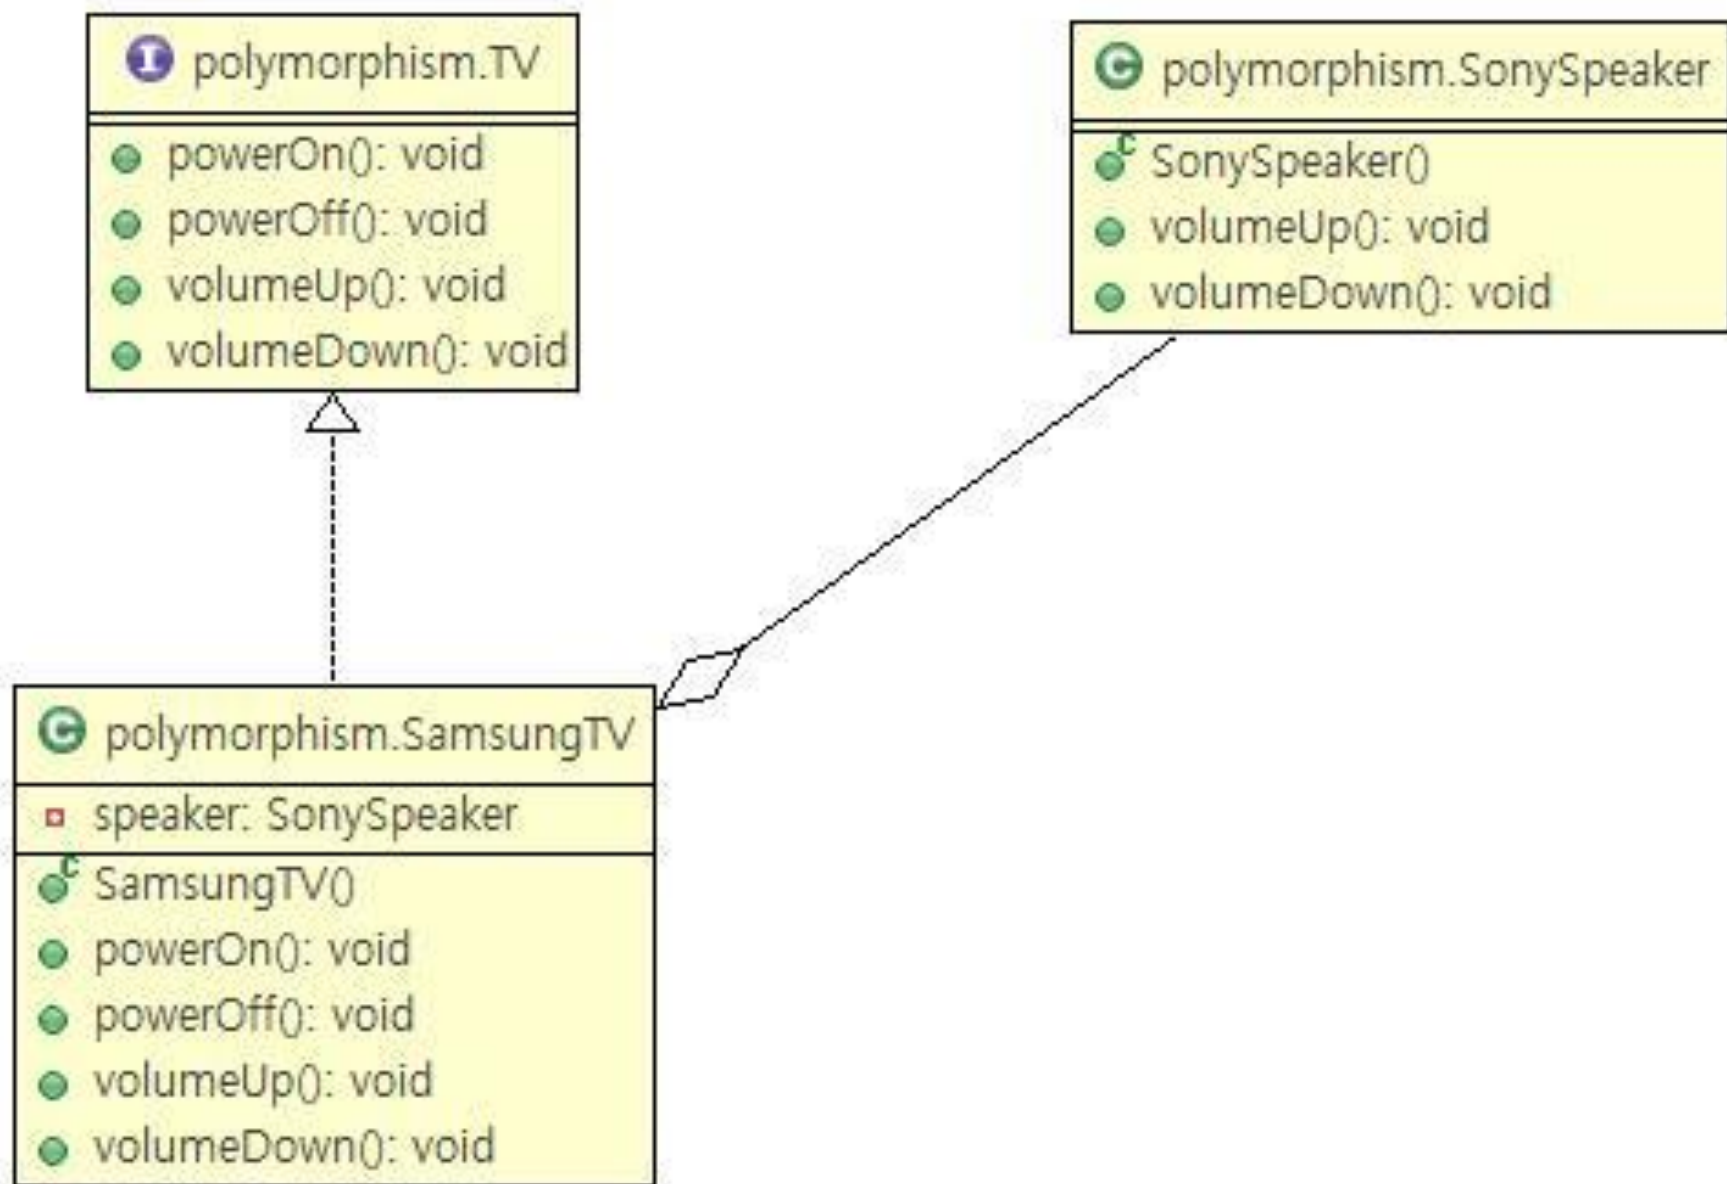 I polymorphism.TV
powerOn(): void
powerOff(): void
volumeUp(): void
volumeDown(): void
C polymorphism.SonySpeaker
C SonySpeaker()
volumeUp(): void
volumeDown(): void
C polymorphism.SamsungTV
speaker: SonySpeaker
C SamsungTV()
powerOn(): void
powerOff(): void
volumeUp(): void
volumeDown(): void